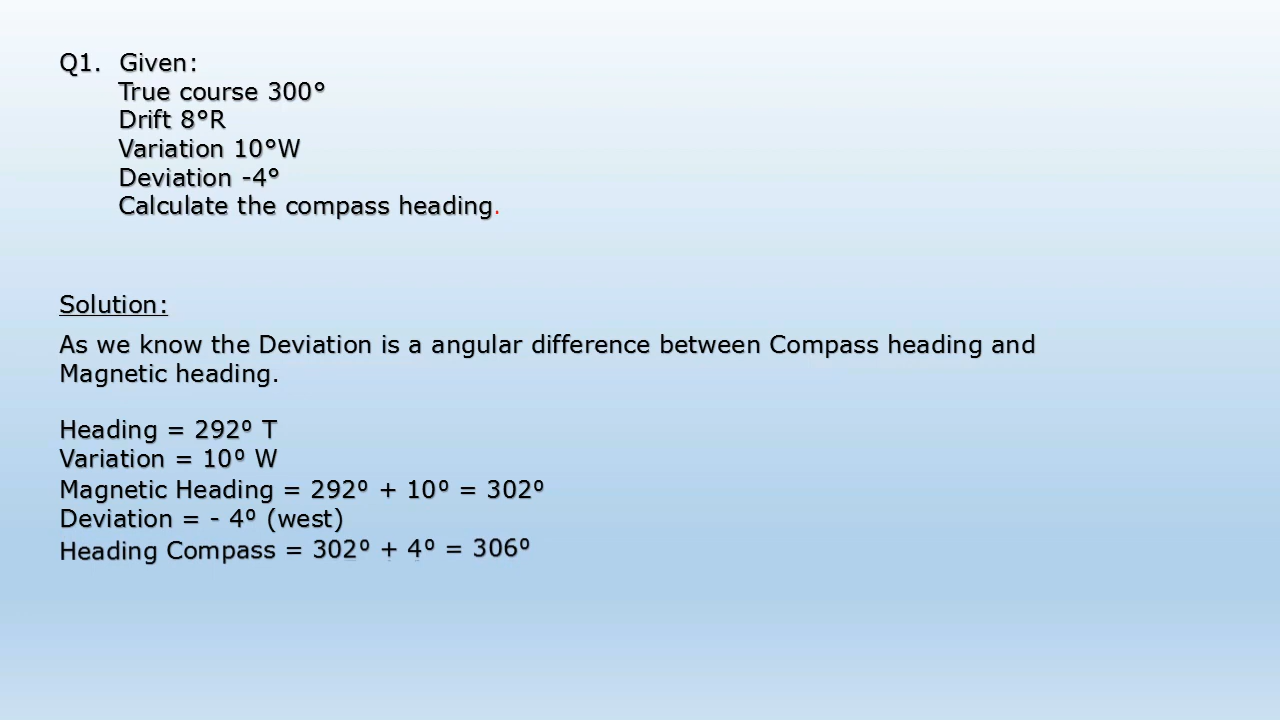 Q1. Given:
True course 300°
Drift 8°R
Variation 10°W
Deviation -4°
Calculate the compass heading.
Solution:
As we know the Deviation is a angular difference between Compass heading and
Magnetic heading.
Heading = 292º T
Variation = 10º W
Magnetic Heading = 292º + 10º = 302º
Deviation = - 4º (west)
Heading Compass = 302º + 4º = 306º